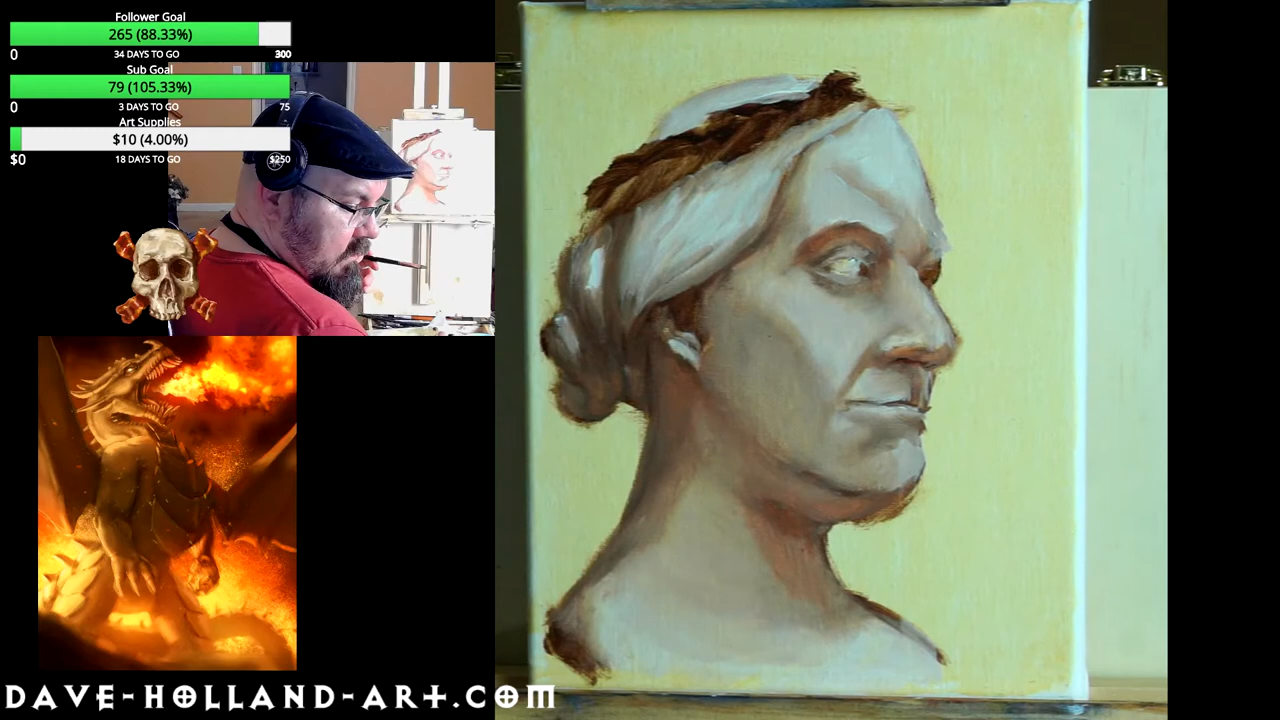 Follower Goal
265 (88.33%)
0 34 DAYS TO GO 300
Sub Goal
79 (105.33%)
0 3 DAYS TO GO 75
Art Supplies
$10 (4.00%)
$0 18 DAYS TO GO $250
DAVE-HOLLAND-ART.COM